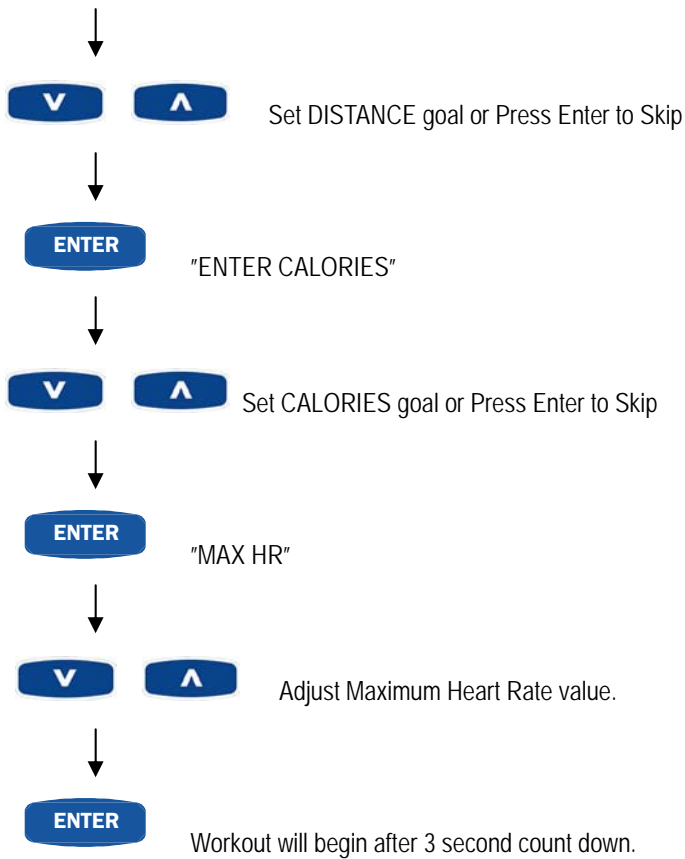 V Λ Set DISTANCE goal or Press Enter to Skip
ENTER
"ENTER CALORIES"
V Λ Set CALORIES goal or Press Enter to Skip
ENTER
"MAX HR"
V Λ Adjust Maximum Heart Rate value.
ENTER
Workout will begin after 3 second count down.